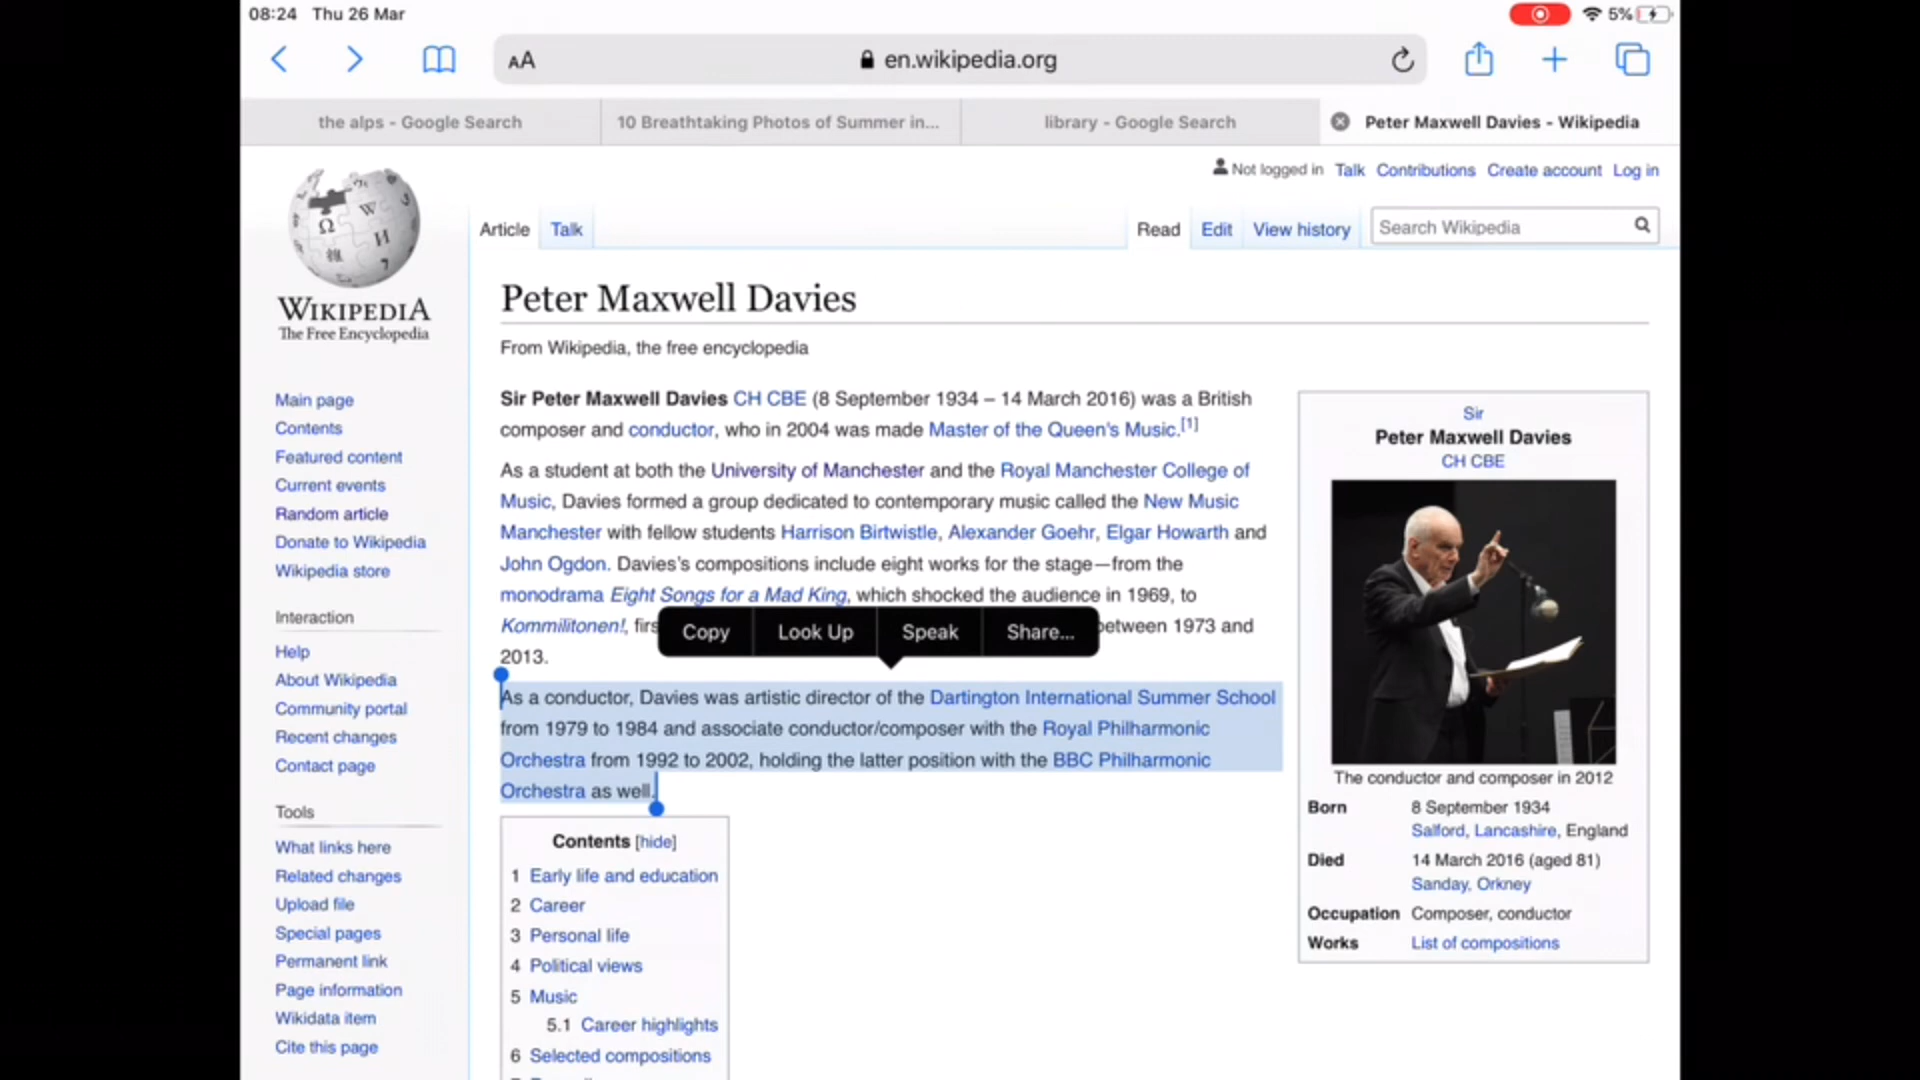 08:24 Thu 26 Mar
5%
AA en.wikipedia.org
the alps - Google Search
10 Breathtaking Photos of Summer in...
library - Google Search
Peter Maxwell Davies - Wikipedia
Not logged in Talk Contributions Create account Log in
Article Talk
Read Edit View history
Search Wikipedia
WIKIPEDIA
The Free Encyclopedia
Main page
Contents
Featured content
Current events
Random article
Donate to Wikipedia
Wikipedia store
Interaction
Help
About Wikipedia
Community portal
Recent changes
Contact page
Tools
What links here
Related changes
Upload file
Special pages
Permanent link
Page information
Wikidata item
Cite this page
Peter Maxwell Davies
From Wikipedia, the free encyclopedia
Sir Peter Maxwell Davies CH CBE (8 September 1934 – 14 March 2016) was a British
composer and conductor, who in 2004 was made Master of the Queen's Music.[1]
As a student at both the University of Manchester and the Royal Manchester College of
Music, Davies formed a group dedicated to contemporary music called the New Music
Manchester with fellow students Harrison Birtwistle, Alexander Goehr, Elgar Howarth and
John Ogdon. Davies's compositions include eight works for the stage—from the
monodrama Eight Songs for a Mad King, which shocked the audience in 1969, to
Kommilitonen!, between 1973 and
2013.
Copy Look Up Speak Share...
As a conductor, Davies was artistic director of the Dartington International Summer School
from 1979 to 1984 and associate conductor/composer with the Royal Philharmonic
Orchestra from 1992 to 2002, holding the latter position with the BBC Philharmonic
Orchestra as well.
Contents [hide]
1 Early life and education
2 Career
3 Personal life
4 Political views
5 Music
5.1 Career highlights
6 Selected compositions
Sir
Peter Maxwell Davies
CH CBE
The conductor and composer in 2012
Born 8 September 1934
Salford, Lancashire, England
Died 14 March 2016 (aged 81)
Sanday, Orkney
Occupation Composer, conductor
Works List of compositions